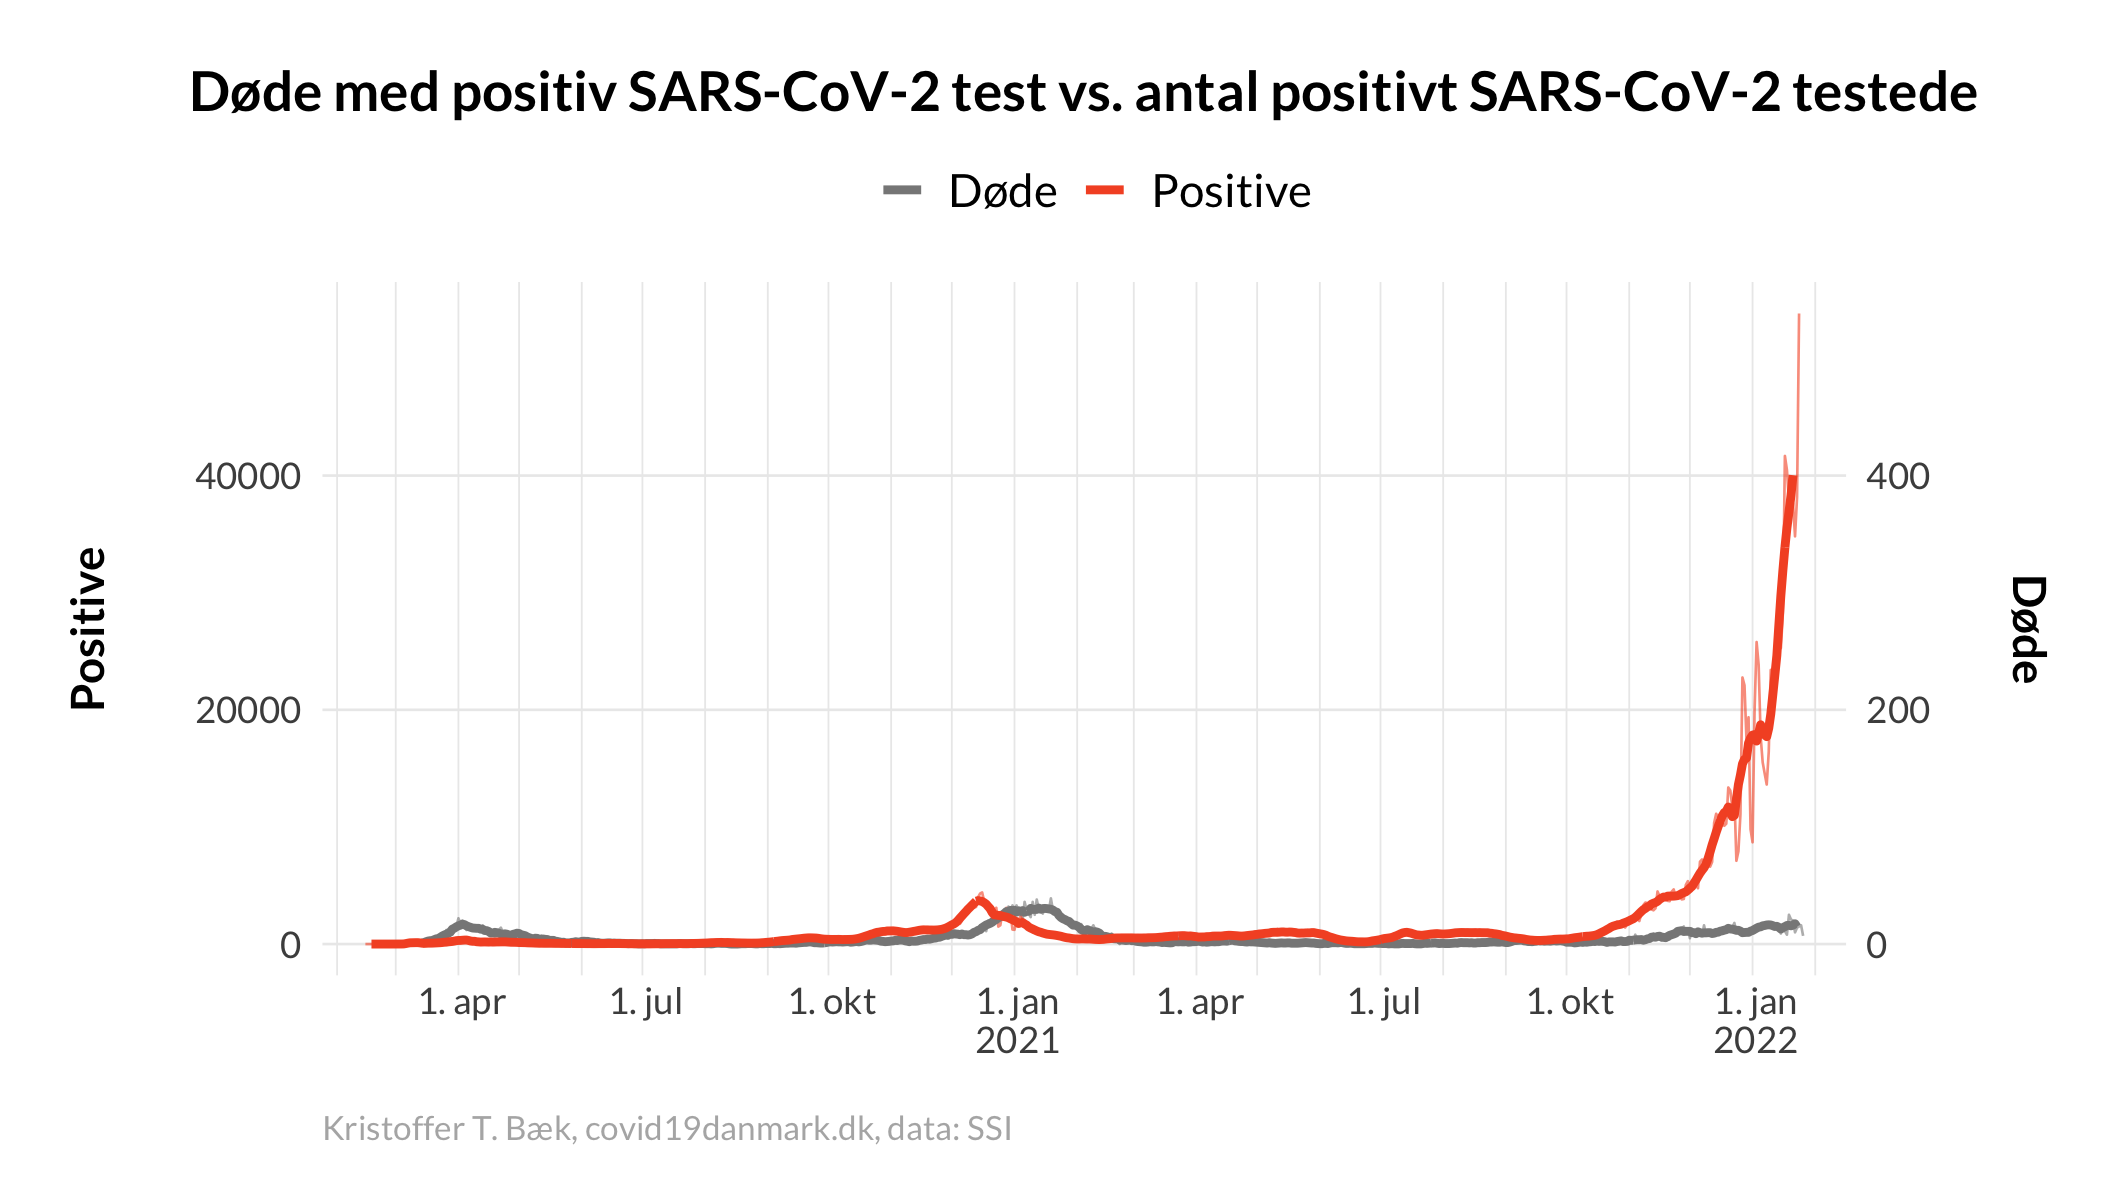 Døde med positiv SARS-CoV-2 test vs. antal positivt SARS-CoV-2 testede
Døde Positive
40000 400
20000 200
0 0
Positive
Døde
1. apr 1. jul 1. okt 1. jan 1. apr 1. jul 1. okt 1. jan
2021 2022
Kristoffer T. Bæk, covid19danmark.dk, data: SSI